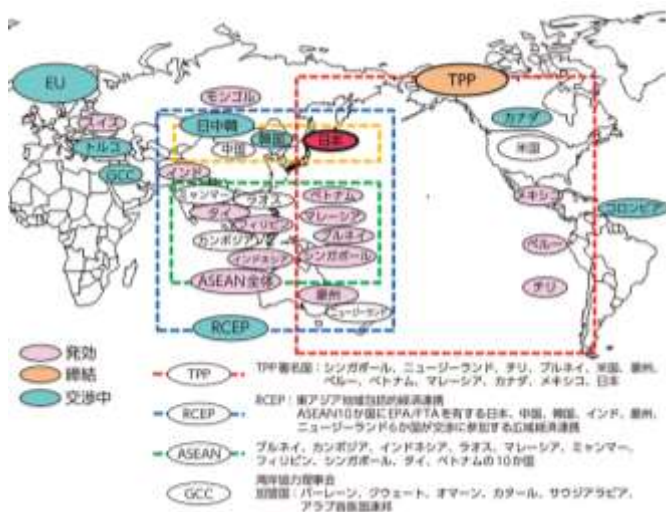 EU
TPP
モンゴル
スイス
日中韓
カナダ
トルコ
韓国
日本
中国
米国
GCC
インド
ミャンマー
ラオス
ベトナム
メキシコ
コロンビア
タイ
マレーシア
フィリピン
ブルネイ
カンボジア
ペルー
インドネシア
シンガポール
ASEAN全体
チリ
豪州
ニュージーランド
RCEP
発効
締結
交渉中
TPP
TPP署名国：シンガポール、ニュージーランド、チリ、ブルネイ、米国、豪州、
ペルー、ベトナム、マレーシア、カナダ、メキシコ、日本
RCEP
RCEP：東アジア地域包括的経済連携
ASEAN10か国にEPA/FTAを有する日本、中国、韓国、インド、豪州、
ニュージーランド6か国が交渉に参加する広域経済連携
ASEAN
ブルネイ、カンボジア、インドネシア、ラオス、マレーシア、ミャンマー、
フィリピン、シンガポール、タイ、ベトナムの10か国
GCC
湾岸協力理事会
加盟国：バーレーン、クウェート、オマーン、カタール、サウジアラビア、
アラブ首長国連邦